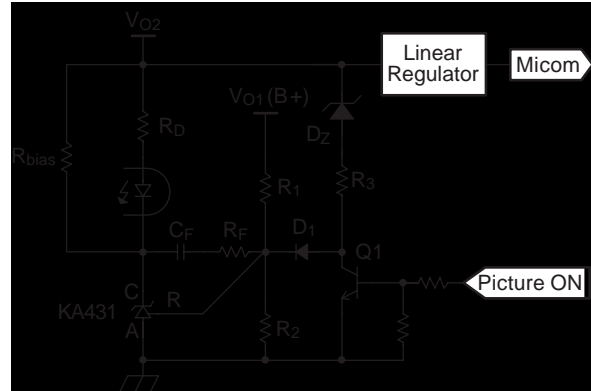 VO2
Linear
Regulator
Micom
VO1 (B+)
RD
DZ
Rbias
R1
R3
CF
RF
D1
Q1
C
R
Picture ON
KA431
A
R2